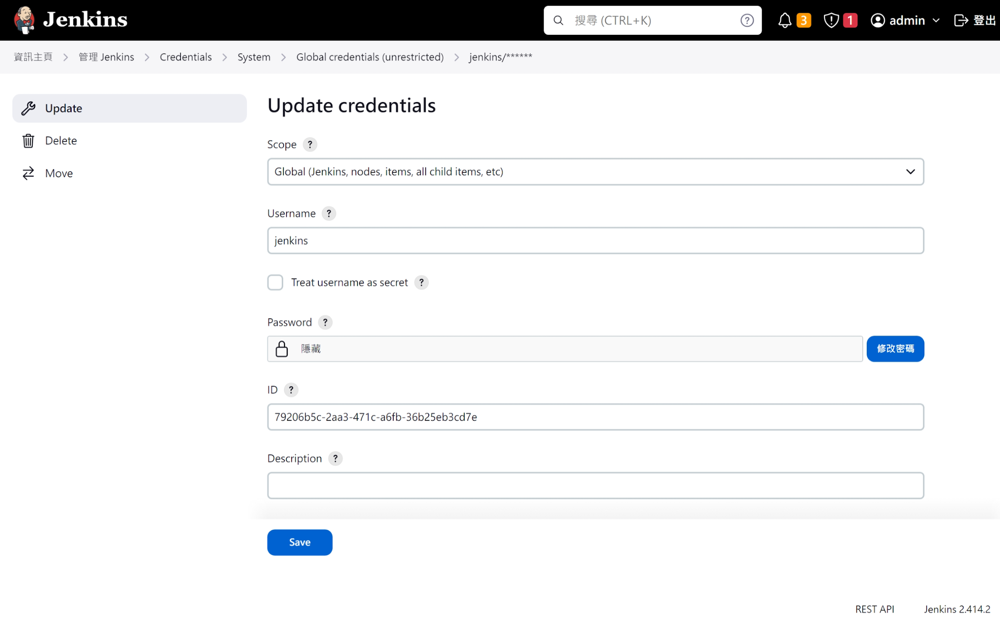 Jenkins
搜尋 (CTRL+K)
?
3
1
admin
登出
資訊主頁 > 管理 Jenkins > Credentials > System > Global credentials (unrestricted) > jenkins/******
Update
Delete
Move
Update credentials
Scope ?
Global (Jenkins, nodes, items, all child items, etc)
Username ?
jenkins
Treat username as secret ?
Password ?
隱藏
修改密碼
ID ?
79206b5c-2aa3-471c-a6fb-36b25eb3cd7e
Description ?
Save
REST API
Jenkins 2.414.2